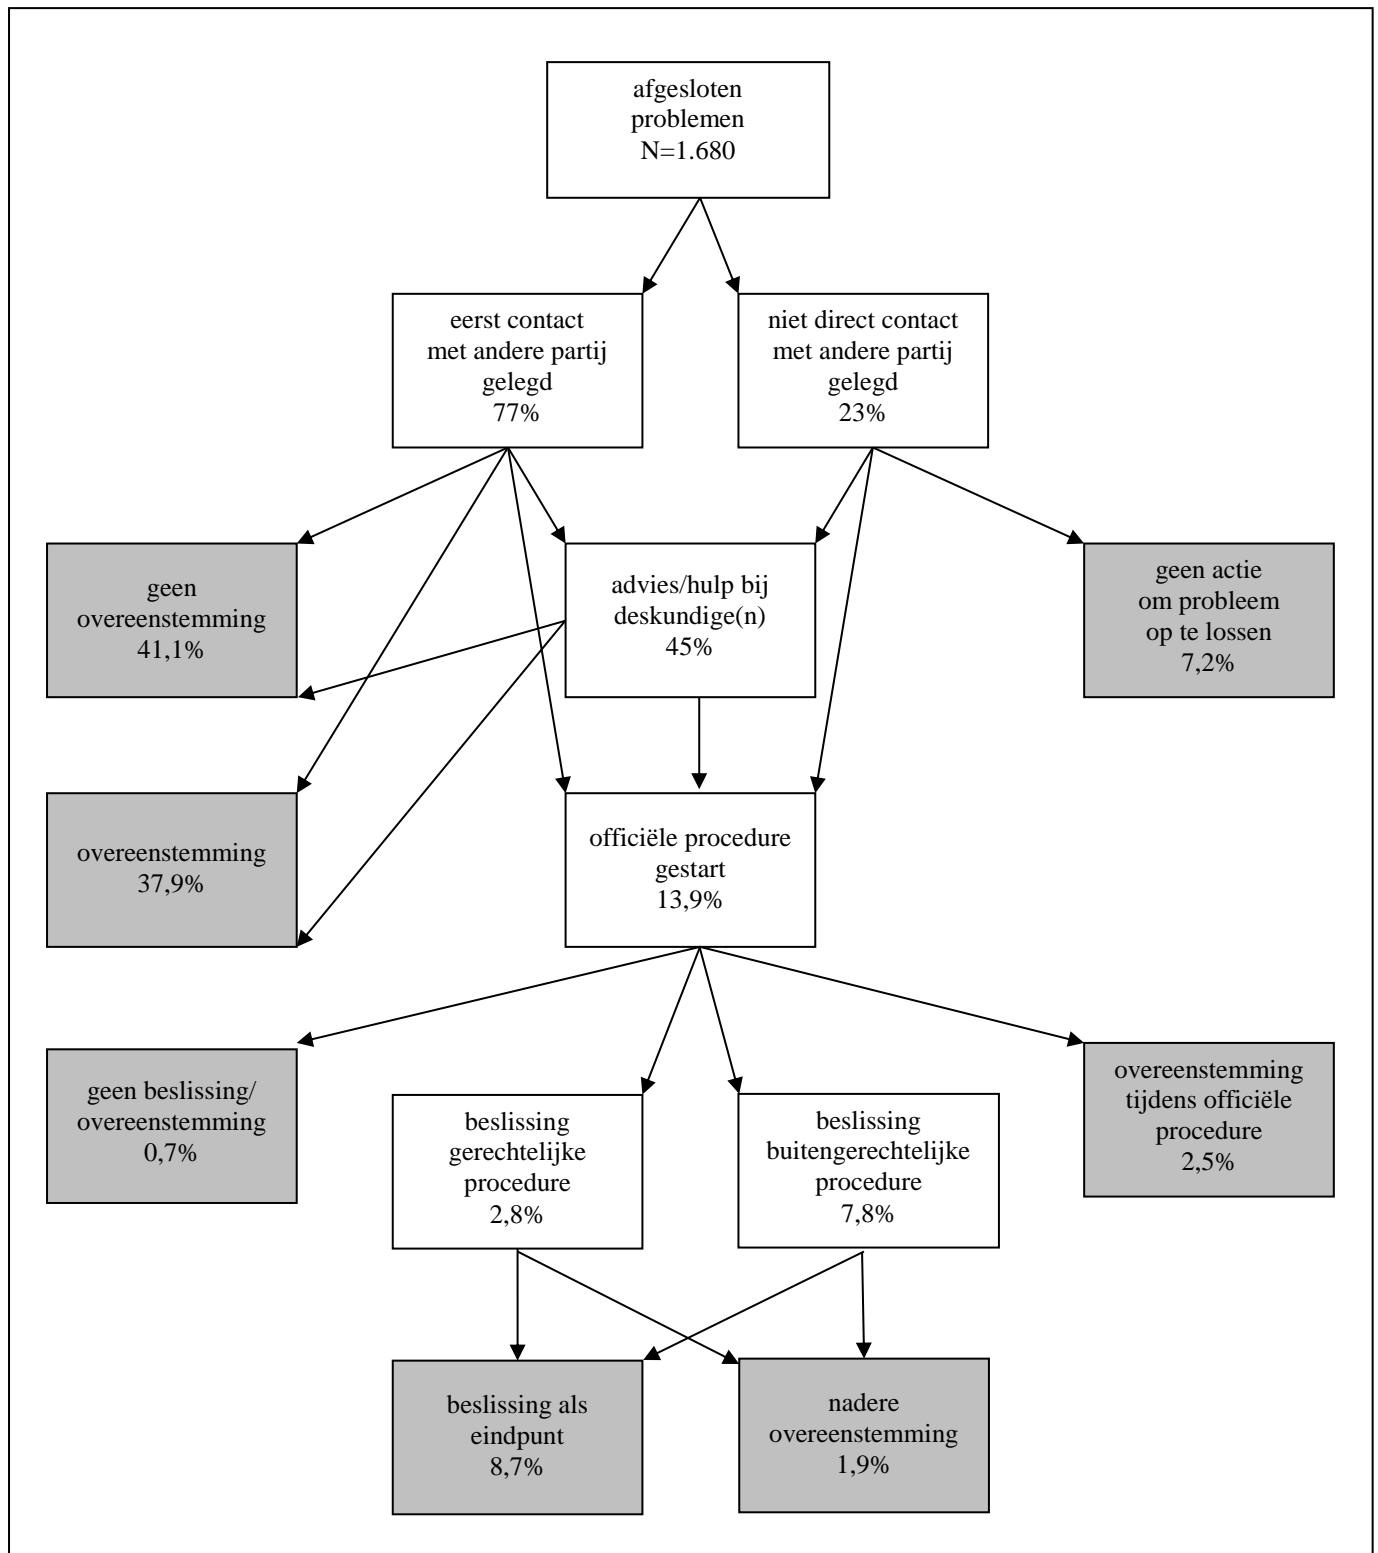 afgesloten
problemen
N=1.680
eerst contact
met andere partij
gelegd
77%
niet direct contact
met andere partij
gelegd
23%
geen
overeenstemming
41,1%
advies/hulp bij
deskundige(n)
45%
geen actie
om probleem
op te lossen
7,2%
overeenstemming
37,9%
officiële procedure
gestart
13,9%
geen beslissing/
overeenstemming
0,7%
beslissing
gerechtelijke
procedure
2,8%
beslissing
buitengerechtelijke
procedure
7,8%
overeenstemming
tijdens officiële
procedure
2,5%
beslissing als
eindpunt
8,7%
nadere
overeenstemming
1,9%